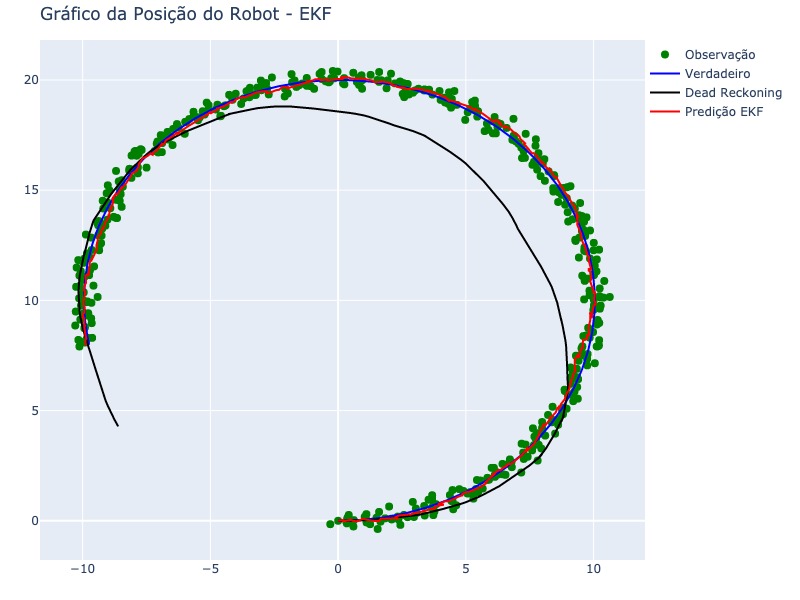 Gráfico da Posição do Robot - EKF
Observação
Verdadeiro
Dead Reckoning
Predição EKF
20
15
10
5
0
−10
−5
0
5
10